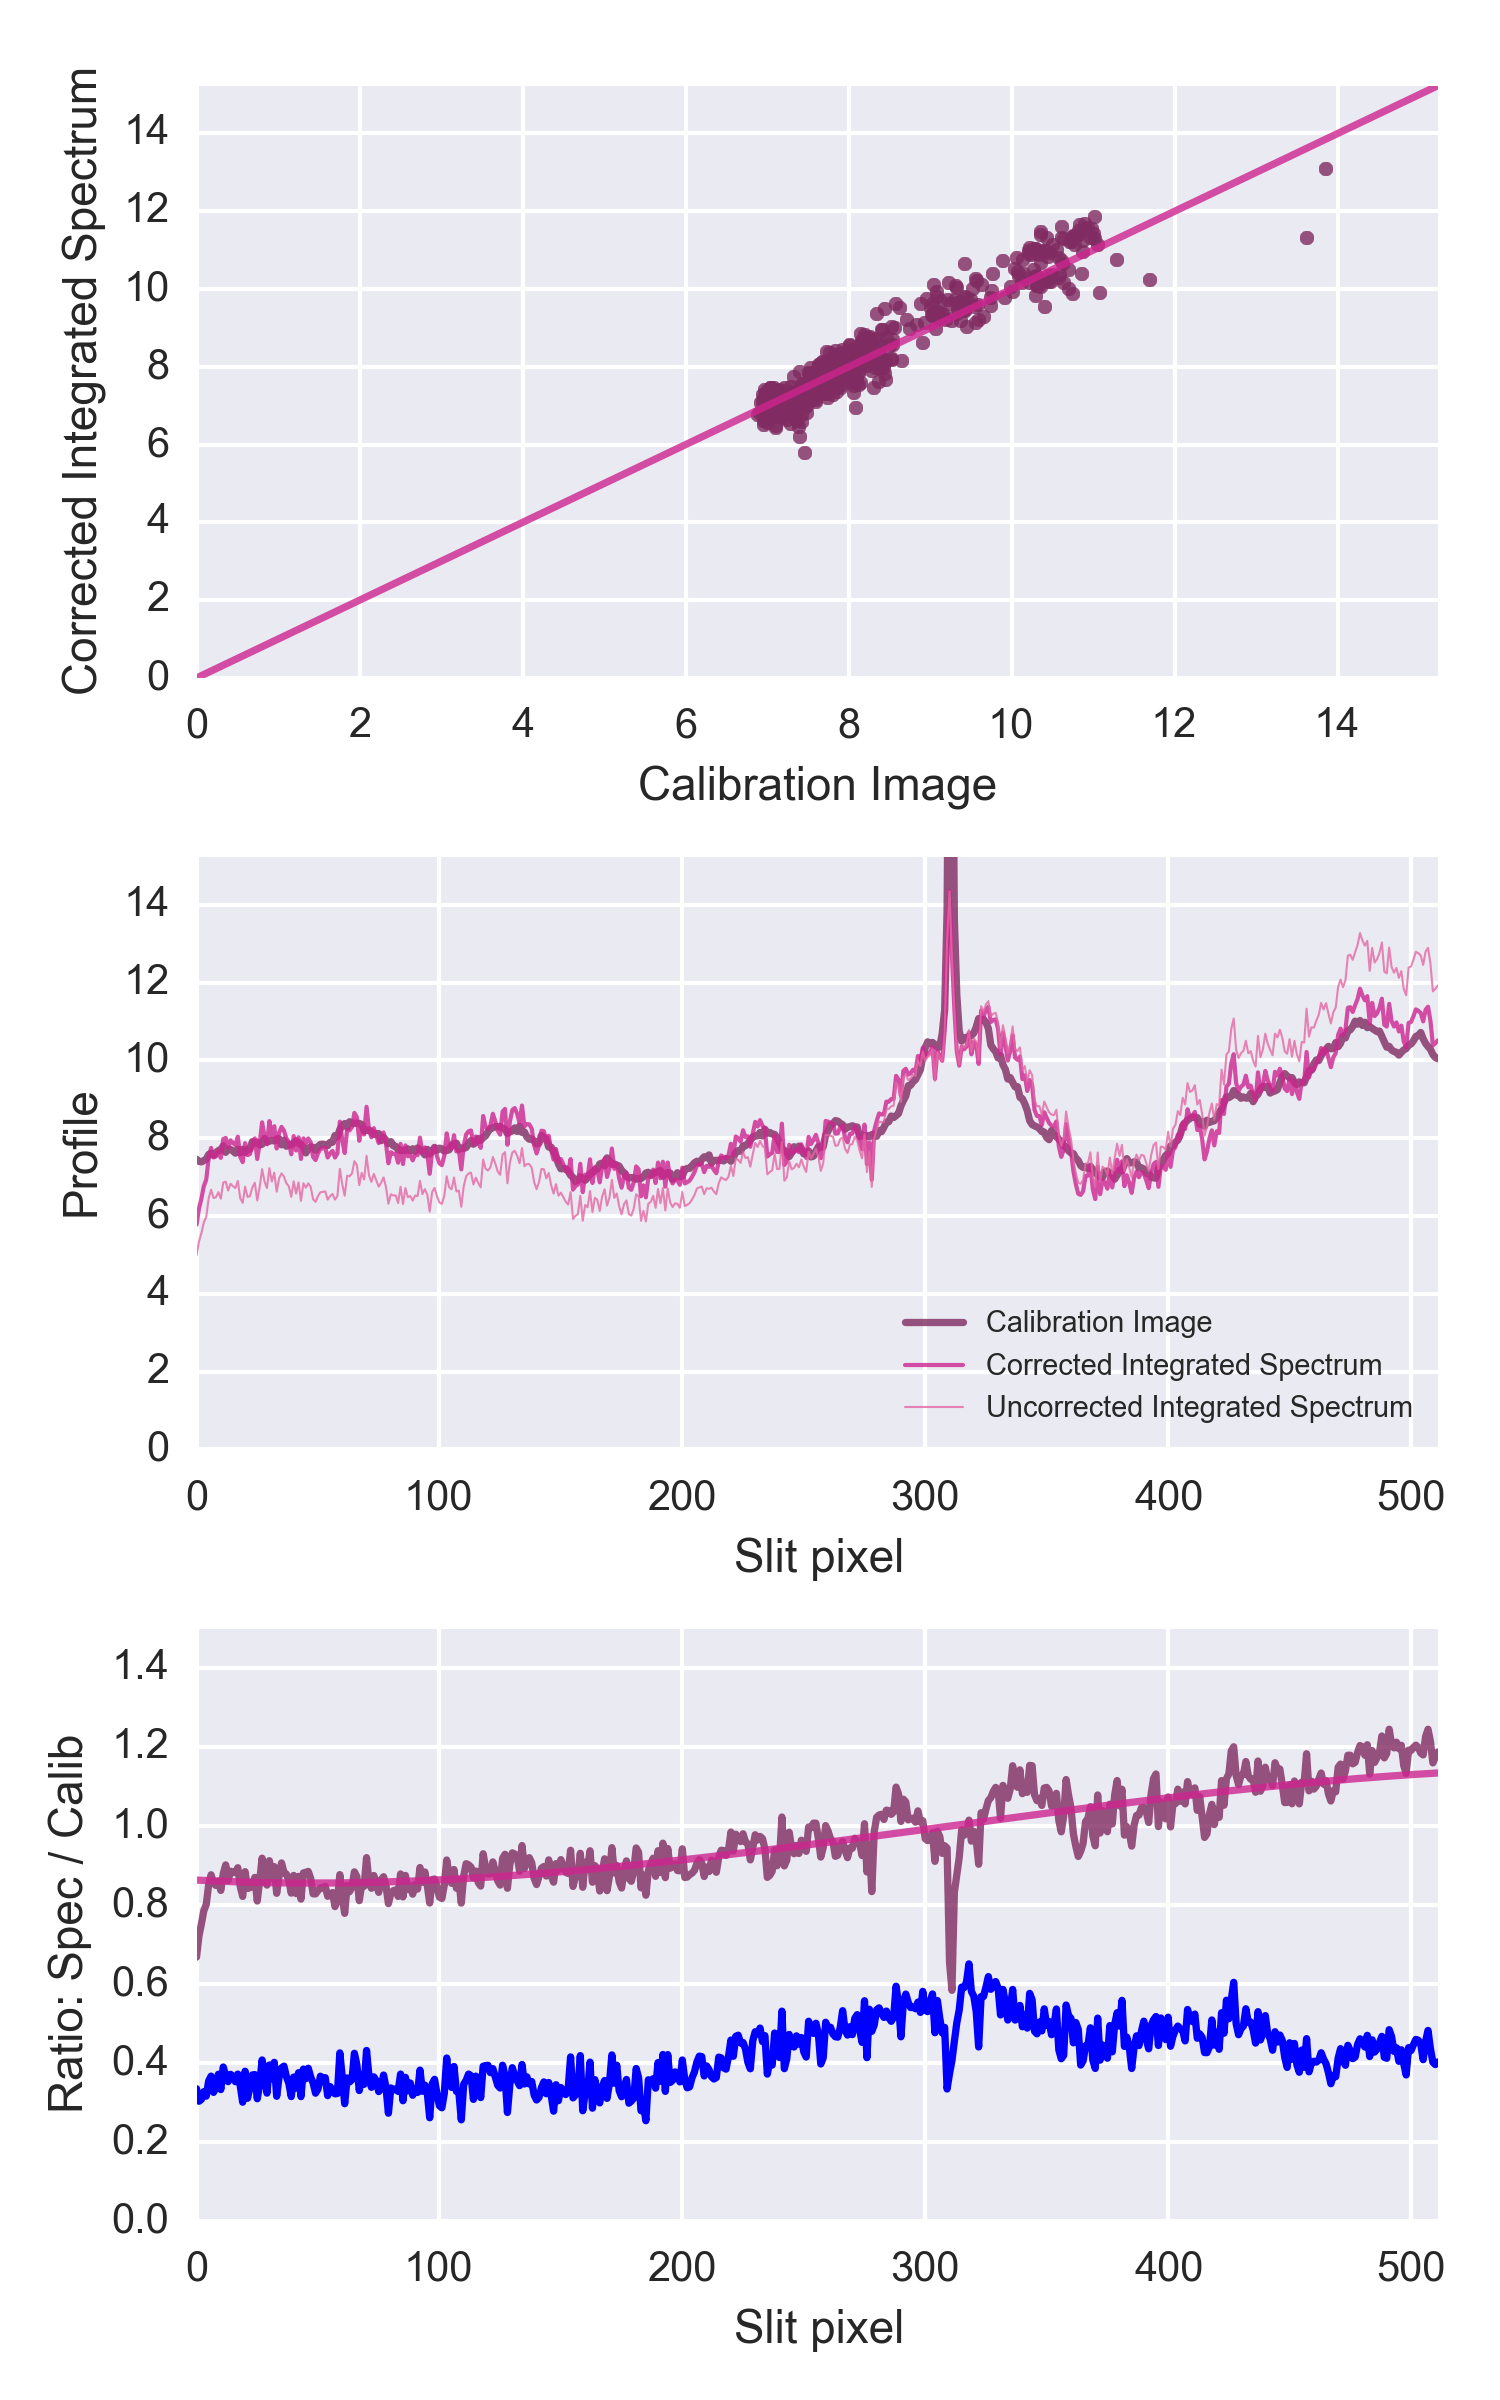 Corrected Integrated Spectrum
14
12
10
8
6
4
2
0
0 2 4 6 8 10 12 14
Calibration Image
Profile
14
12
10
8
6
4
2
0
Calibration Image
Corrected Integrated Spectrum
Uncorrected Integrated Spectrum
0 100 200 300 400 500
Slit pixel
Ratio: Spec / Calib
1.4
1.2
1.0
0.8
0.6
0.4
0.2
0.0
0 100 200 300 400 500
Slit pixel